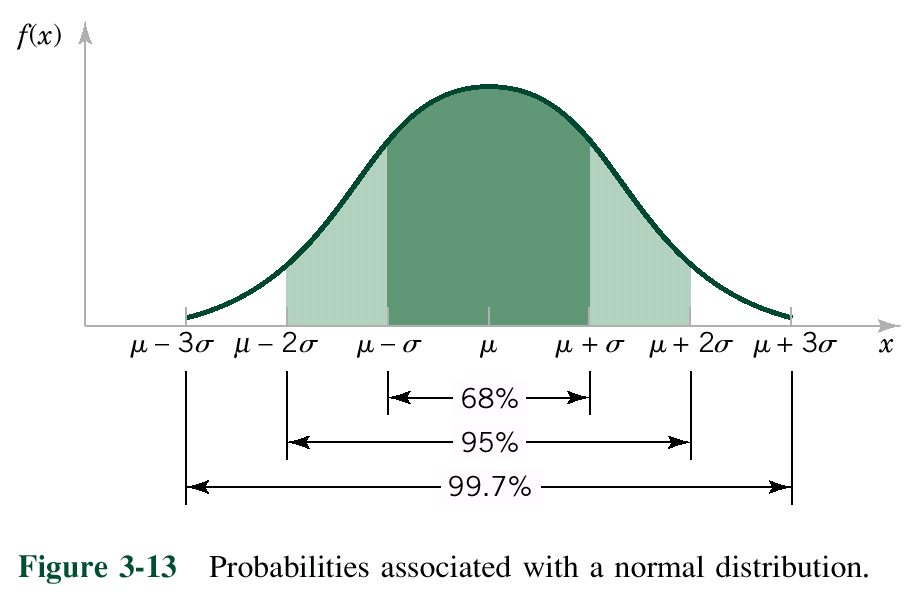 f(x)
μ – 3σ μ – 2σ μ – σ μ μ + σ μ + 2σ μ + 3σ x
68%
95%
99.7%
Figure 3-13 Probabilities associated with a normal distribution.